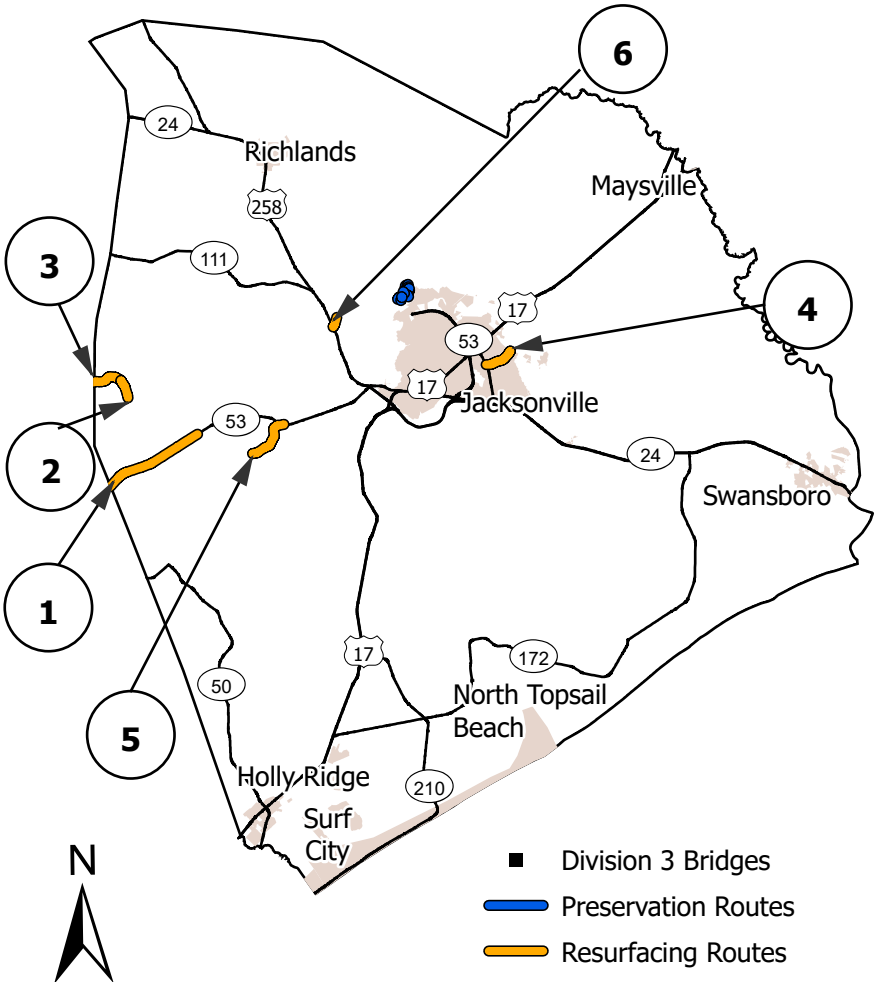 6
24
Richlands
Maysville
258
3
111
17
4
53
17
Jacksonville
53
2
24
Swansboro
1
17
172
50
North Topsail
Beach
5
Holly Ridge
210
Surf
City
N
Division 3 Bridges
Preservation Routes
Resurfacing Routes